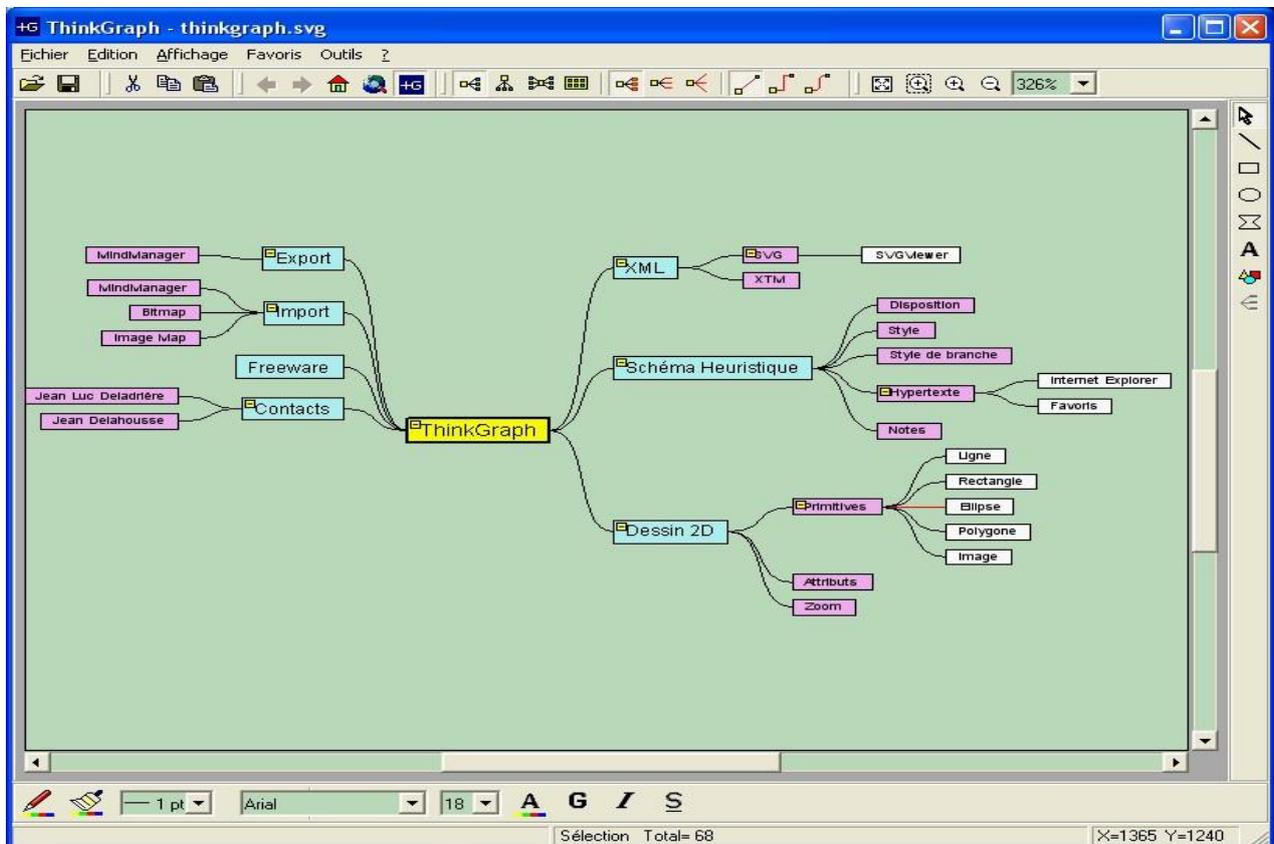 +G ThinkGraph - thinkgraph.svg
Fichier Edition Affichage Favoris Outils ?
+G 326%
MindManager
Export
MindManager
Bitmap
Image Map
Import
Freeware
Jean Luc Deladrière
Jean Delahousse
Contacts
ThinkGraph
XML
SVG
SVGViewer
XTM
Schéma Heuristique
Disposition
Style
Style de branche
Hypertexte
Internet Explorer
Favoris
Notes
Dessin 2D
Primitives
Ligne
Rectangle
Ellipse
Polygone
Image
Attributs
Zoom
A
1 pt Arial 18 A G I S
Sélection Total= 68 X=1365 Y=1240